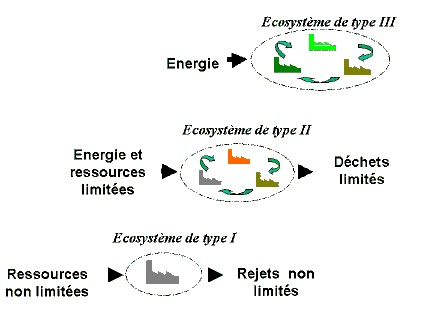 Ecosystème de type III
Energie
Ecosystème de type II
Energie et
ressources
limitées
Déchets
limités
Ecosystème de type I
Ressources
non limitées
Rejets non
limités